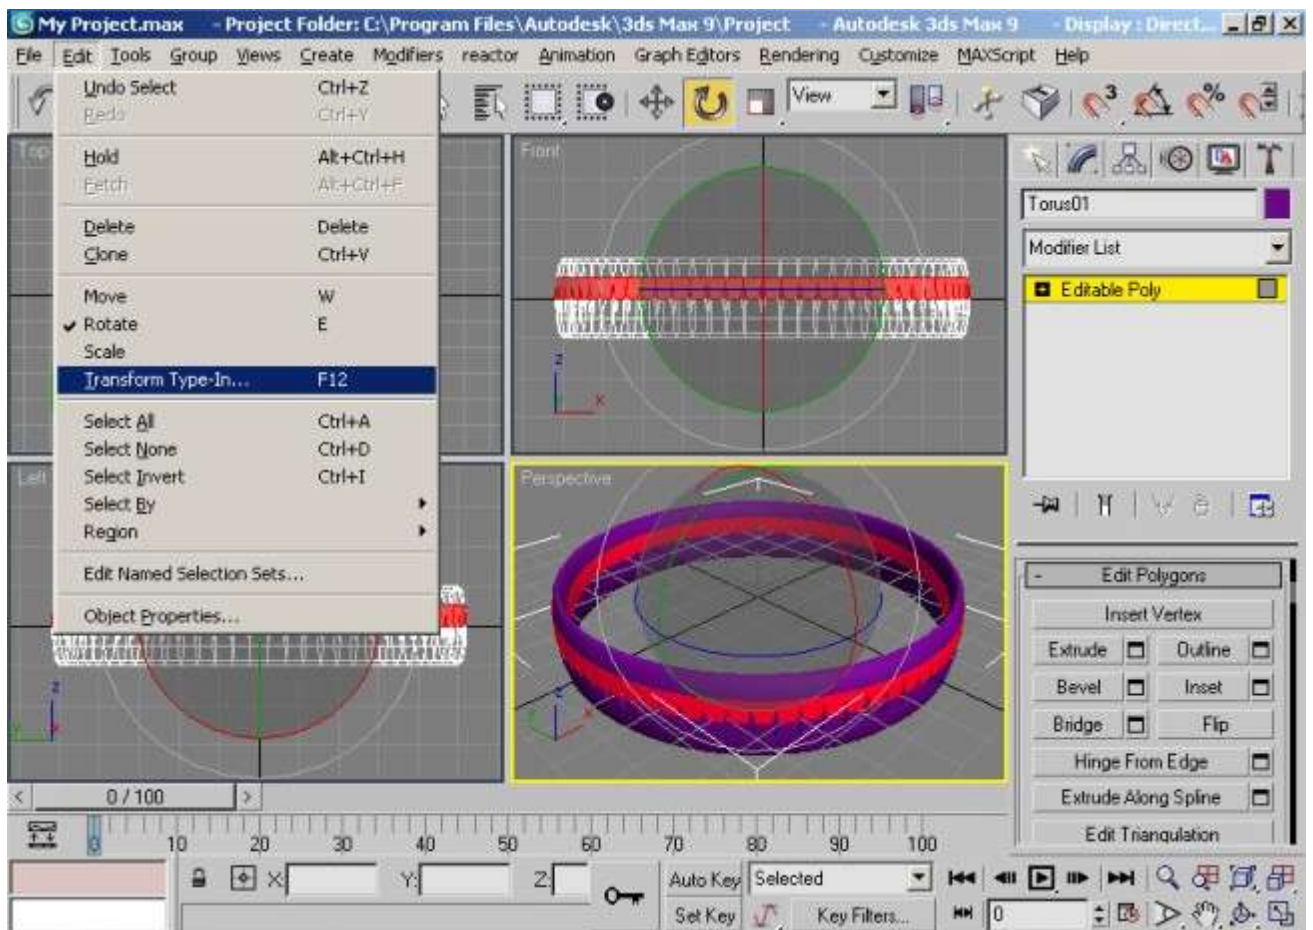 My Project.max - Project Folder: C:\Program Files\Autodesk\3ds Max 9\Project - Autodesk 3ds Max 9 - Display : Direct...
File Edit Tools Group Views Create Modifiers reactor Animation Graph Editors Rendering Customize MAXScript Help
View
Undo Select Ctrl+Z
Redo Ctrl+Y
Hold Alt+Ctrl+H
Fetch Alt+Ctrl+F
Delete Delete
Clone Ctrl+V
Move W
Rotate E
Scale
Transform Type-In... F12
Select All Ctrl+A
Select None Ctrl+D
Select Invert Ctrl+I
Select By
Region
Edit Named Selection Sets...
Object Properties...
Top
Front
z
x
Left
z
y
Perspective
z
x
Torus01
Modifier List
Editable Poly
- Edit Polygons
Insert Vertex
Extrude Outline
Bevel Inset
Bridge Flip
Hinge From Edge
Extrude Along Spline
Edit Triangulation
< 0 / 100 >
0 10 20 30 40 50 60 70 80 90 100
X: Y: Z:
Auto Key Selected
Set Key Key Filters...
0